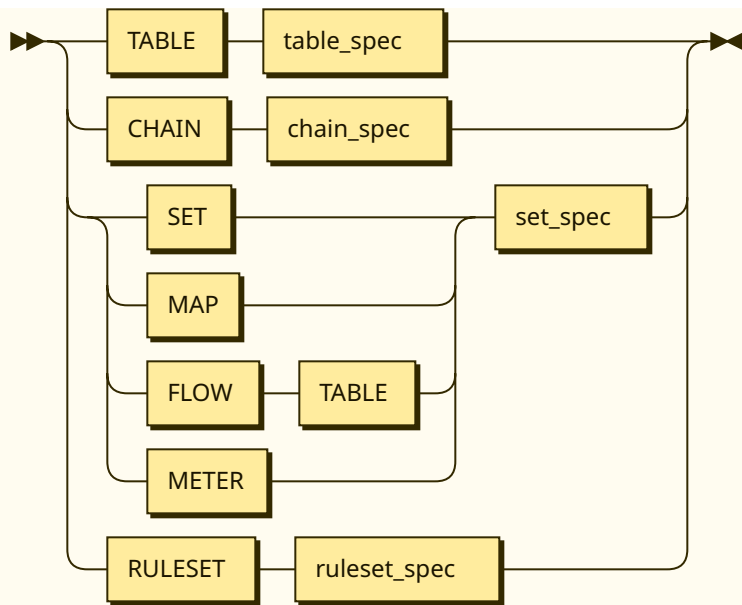 TABLE table_spec
CHAIN chain_spec
SET set_spec
MAP
FLOW TABLE
METER
RULESET ruleset_spec